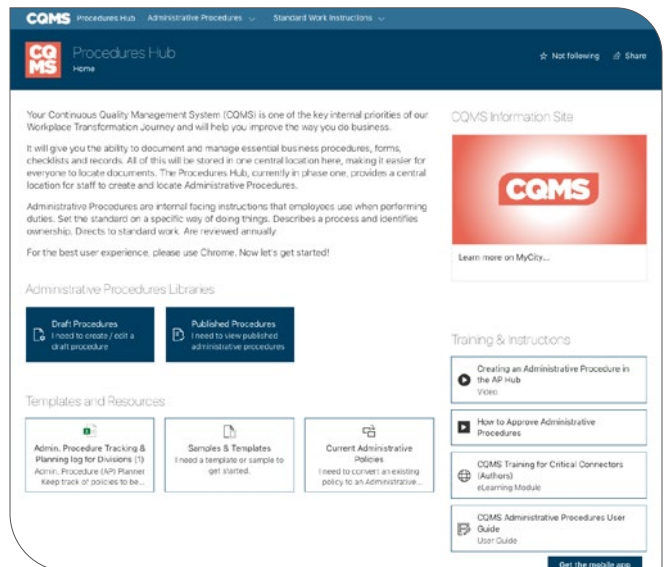 CQMS Procedures Hub Administrative Procedures Standard Work Instructions
CQ
MS
Procedures Hub
Home
Not following Share
Your Continuous Quality Management System (CQMS) is one of the key internal priorities of our
Workplace Transformation Journey and will help you improve the way you do business.
It will give you the ability to document and manage essential business procedures, forms,
checklists and records. All of this will be stored in one central location here, making it easier for
everyone to locate documents. The Procedures Hub, currently in phase one, provides a central
location for staff to create and locate Administrative Procedures.
Administrative Procedures are internal facing instructions that employees use when performing
duties. Set the standard on a specific way of doing things. Describes a process and identifies
ownership. Directs to standard work. Are reviewed annually
For the best user experience, please use Chrome. Now let's get started!
Administrative Procedures Libraries
Draft Procedures
I need to create / edit a
draft procedure
Published Procedures
I need to view published
administrative procedures
Templates and Resources
Admin. Procedure Tracking &
Planning log for Divisions (1)
Admin. Procedure (AP) Planner
Keep track of policies to be...
Samples & Templates
I need a template or sample to
get started.
Current Administrative
Policies
I need to convert an existing
policy to an Administrative...
CQMS Information Site
CQMS
Learn more on MyCity...
Training & Instructions
Creating an Administrative Procedure in
the AP Hub
Video
How to Approve Administrative
Procedures
CQMS Training for Critical Connectors
(Authors)
eLearning Module
CQMS Administrative Procedures User
Guide
User Guide
Get the mobile app